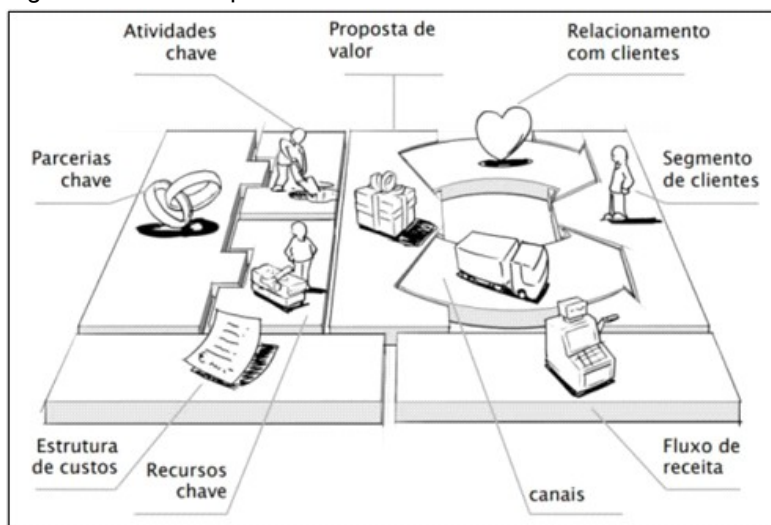 Atividades
chave
Proposta de
valor
Relacionamento
com clientes
Parcerias
chave
Segmento
de clientes
Estrutura
de custos
Recursos
chave
canais
Fluxo de
receita